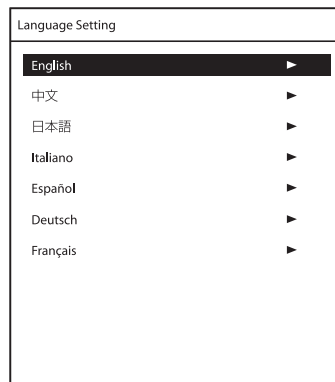 Language Setting
English
中文
日本語
Italiano
Español
Deutsch
Français